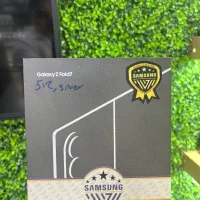 Galaxy Z Fold7
512, Silver
SAMSUNG
SAMSUNG